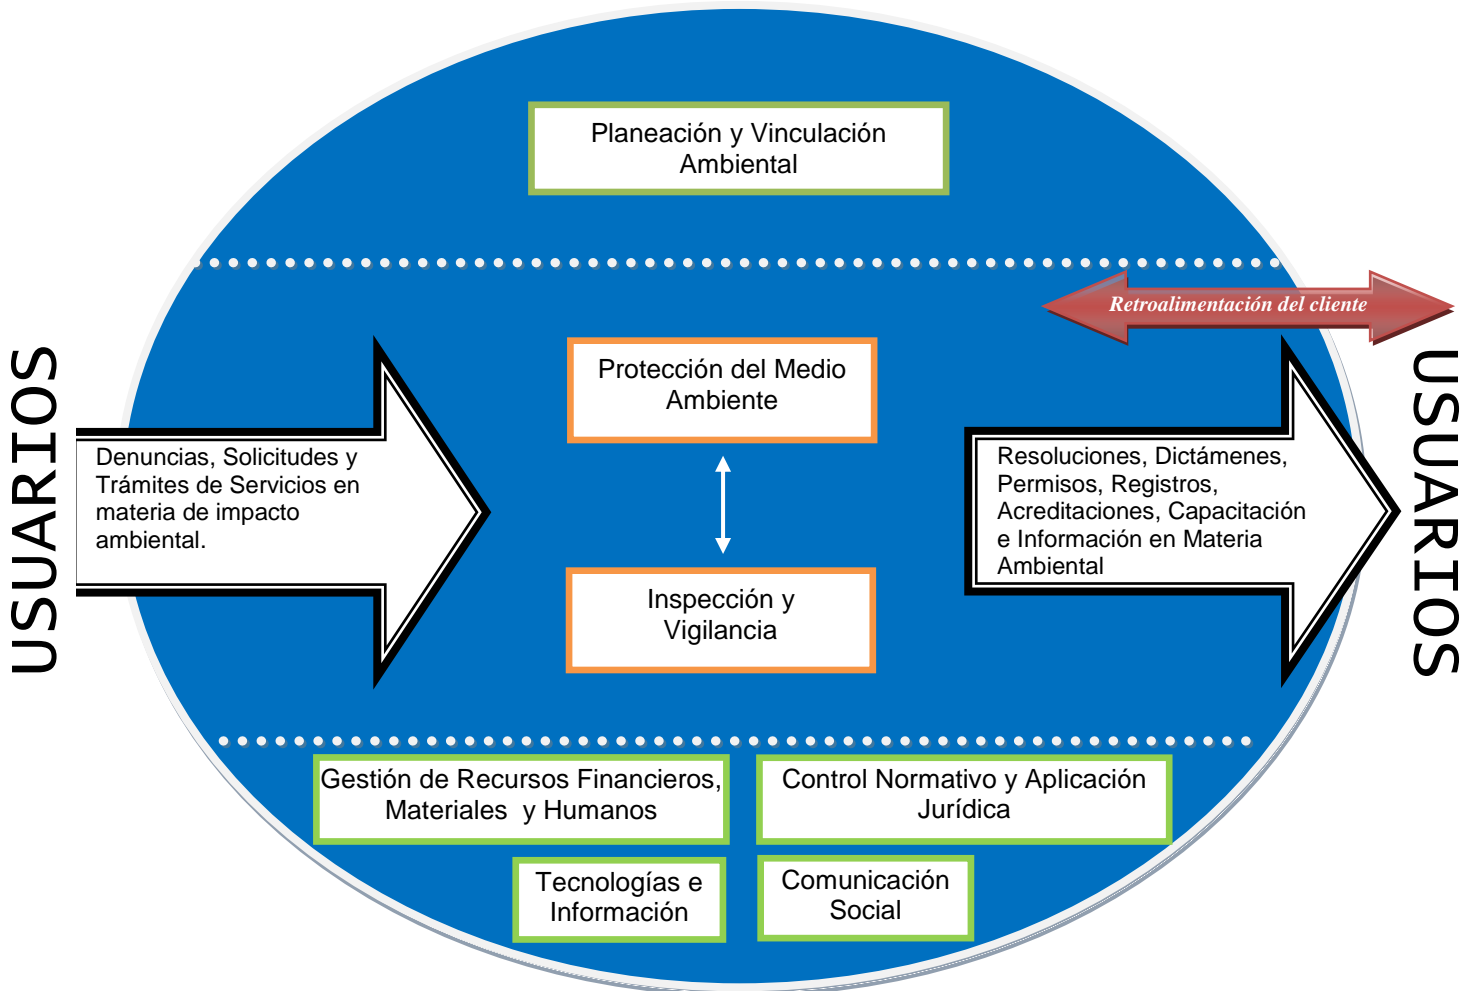 Planeación y Vinculación
Ambiental
Retroalimentación del cliente
USUARIOS
Denuncias, Solicitudes y
Trámites de Servicios en
materia de impacto
ambiental.
Protección del Medio
Ambiente
Inspección y
Vigilancia
Resoluciones, Dictámenes,
Permisos, Registros,
Acreditaciones, Capacitación
e Información en Materia
Ambiental
USUARIOS
Gestión de Recursos Financieros,
Materiales y Humanos
Control Normativo y Aplicación
Jurídica
Tecnologías e
Información
Comunicación
Social